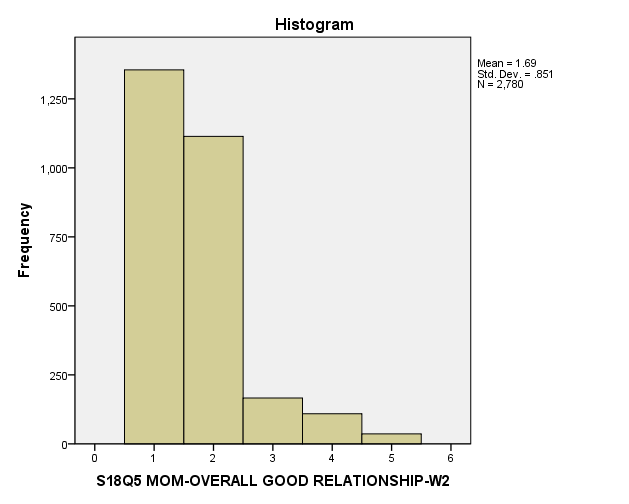 Histogram
Mean = 1.69
Std. Dev. = .851
N = 2,780
1,250
1,000
750
500
250
0
Frequency
0 1 2 3 4 5 6
S18Q5 MOM-OVERALL GOOD RELATIONSHIP-W2